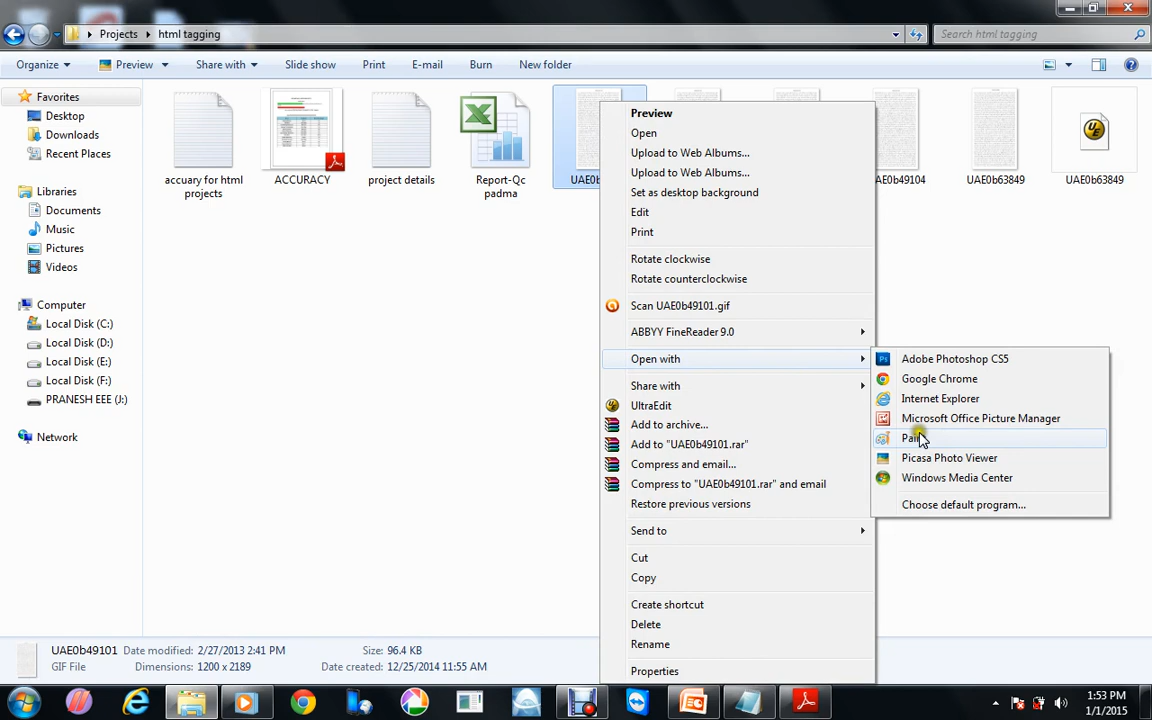 Projects
html tagging
Search html tagging
Organize
Preview
Share with
Slide show
Print
E-mail
Burn
New folder
Favorites
Desktop
Downloads
Recent Places
Libraries
Documents
Music
Pictures
Videos
Computer
Local Disk (C:)
Local Disk (D:)
Local Disk (E:)
Local Disk (F:)
PRANESH EEE (J:)
Network
accuary for html
projects
ACCURACY
project details
Report-Qc
padma
UAE0b
AE0b49104
UAE0b63849
UAE0b63849
Preview
Open
Upload to Web Albums...
Upload to Web Albums...
Set as desktop background
Edit
Print
Rotate clockwise
Rotate counterclockwise
Scan UAE0b49101.gif
ABBYY FineReader 9.0
Open with
Share with
UltraEdit
Add to archive...
Add to "UAE0b49101.rar"
Compress and email...
Compress to "UAE0b49101.rar" and email
Restore previous versions
Send to
Cut
Copy
Create shortcut
Delete
Rename
Properties
Adobe Photoshop CS5
Google Chrome
Internet Explorer
Microsoft Office Picture Manager
Pai
Picasa Photo Viewer
Windows Media Center
Choose default program...
UAE0b49101
Date modified: 2/27/2013 2:41 PM
Size: 96.4 KB
GIF File
Dimensions: 1200 x 2189
Date created: 12/25/2014 11:55 AM
1:53 PM
1/1/2015